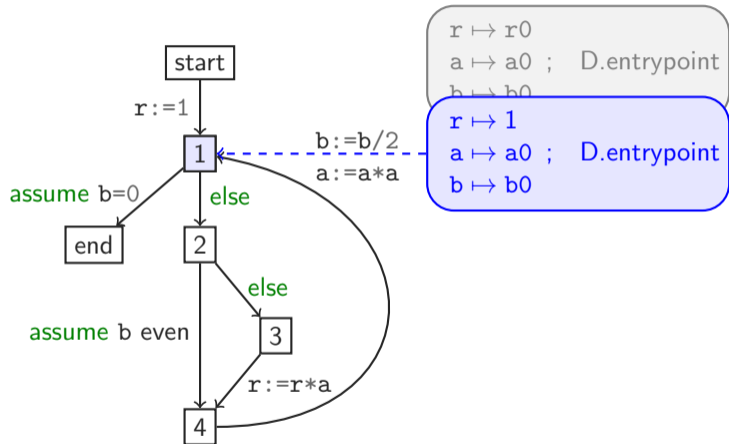 r ↦ r0
start
a ↦ a0 ; D.entrypoint
b ↦ b0
r:=1
r ↦ 1
b:=b/2
1
a ↦ a0 ; D.entrypoint
a:=a*a
assume b=0
else
b ↦ b0
end
2
else
assume b even
3
r:=r*a
4